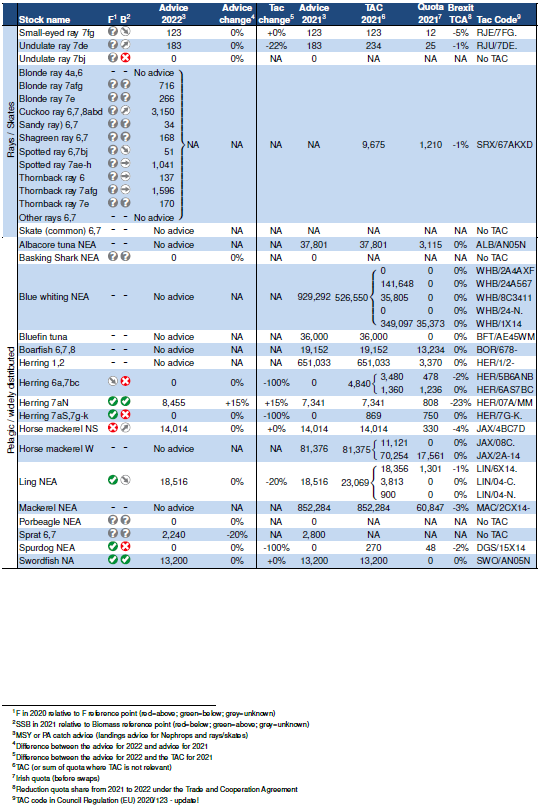 Advice Advice Tac Advice TAC Quota Brexit
Stock name F¹ B² 2022³ change⁴ change⁵ 2021³ 2021⁶ 2021⁷ TCA⁸ Tac Code⁹
Rays / Skates
Small-eyed ray 7fg 123 0% +0% 123 123 12 -5% RJE/7FG.
Undulate ray 7de 183 0% -22% 183 234 25 -1% RJU/7DE.
Undulate ray 7bj 0 0% NA 0 NA NA NA No TAC
Blonde ray 4a,6 - - No advice
Blonde ray 7afg 716
Blonde ray 7e 266
Cuckoo ray 6,7,8abd 3,150
Sandy ray) 6,7 34
Shagreen ray 6,7 168 NA NA NA NA 9,675 1,210 -1% SRX/67AKXD
Spotted ray 6,7bj 51
Spotted ray 7ae-h 1,041
Thornback ray 6 137
Thornback ray 7afg 1,596
Thornback ray 7e 170
Other rays 6,7 - - No advice
Skate (common) 6,7 - - No advice NA NA NA NA NA NA No TAC
Pelagic / widely distributed
Albacore tuna NEA - - No advice NA NA 37,801 37,801 3,115 0% ALB/AN05N
Basking Shark NEA 0 0% NA 0 NA NA NA No TAC
0 0 0% WHB/2A4AXF
141,648 0 0% WHB/24A567
Blue whiting NEA - - No advice NA NA 929,292 526,550 35,805 0 0% WHB/8C3411
0 0 0% WHB/24-N.
349,097 35,373 0% WHB/1X14
Bluefin tuna - - No advice NA NA 36,000 36,000 0 0% BFT/AE45WM
Boarfish 6,7,8 - - No advice NA NA 19,152 19,152 13,234 0% BOR/678-
Herring 1,2 - - No advice NA NA 651,033 651,033 3,370 0% HER/1/2-
Herring 6a,7bc 0 0% -100% 0 4,840 3,480 478 -2% HER/5B6ANB
1,360 1,236 0% HER/6AS7BC
Herring 7aN 8,455 +15% +15% 7,341 7,341 808 -23% HER/07A/MM
Herring 7aS,7g-k 0 0% -100% 0 869 750 0% HER/7G-K.
Horse mackerel NS 14,014 0% +0% 14,014 14,014 330 -4% JAX/4BC7D
Horse mackerel W - - No advice NA NA 81,376 81,375 11,121 0 0% JAX/08C.
70,254 17,561 0% JAX/2A-14
18,356 1,301 -1% LIN/6X14.
Ling NEA 18,516 0% -20% 18,516 23,069 3,813 0 0% LIN/04-C.
900 0 0% LIN/04-N.
Mackerel NEA - - No advice NA NA 852,284 852,284 60,847 -3% MAC/2CX14-
Porbeagle NEA 0 0% NA 0 NA NA NA No TAC
Sprat 6,7 2,240 -20% NA 2,800 NA NA NA No TAC
Spurdog NEA 0 0% -100% 0 270 48 -2% DGS/15X14
Swordfish NA 13,200 0% +0% 13,200 13,200 0 0% SWO/AN05N
¹F in 2020 relative to F reference point (red=above; green=below; grey=unknown)
²SSB in 2021 relative to Biomass reference point (red=below; green=above; grey=unknown)
³MSY or PA catch advice (landings advice for Nephrops and rays/skates)
⁴Difference between the advice for 2022 and advice for 2021
⁵Difference between the advice for 2022 and the TAC for 2021
⁶TAC (or sum of quota where TAC is not relevant)
⁷Irish quota (before swaps)
⁸Reduction quota share from 2021 to 2022 under the Trade and Cooperation Agreement
⁹TAC code in Council Regulation (EU) 2020/123 - update!